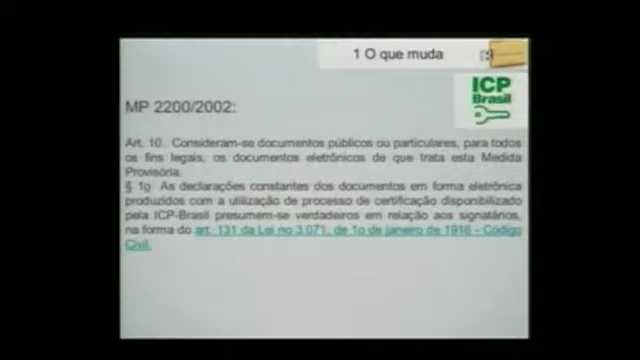 1 O que muda
ICP
Brasil
MP 2200/2002:
Art. 10. Consideram-se documentos públicos ou particulares, para todos
os fins legais, os documentos eletrônicos de que trata esta Medida
Provisória.
§ 1o As declarações constantes dos documentos em forma eletrônica
produzidos com a utilização de processo de certificação disponibilizado
pela ICP-Brasil presumem-se verdadeiros em relação aos signatários,
na forma do art. 131 da Lei no 3.071, de 1o de janeiro de 1916 - Código
Civil.